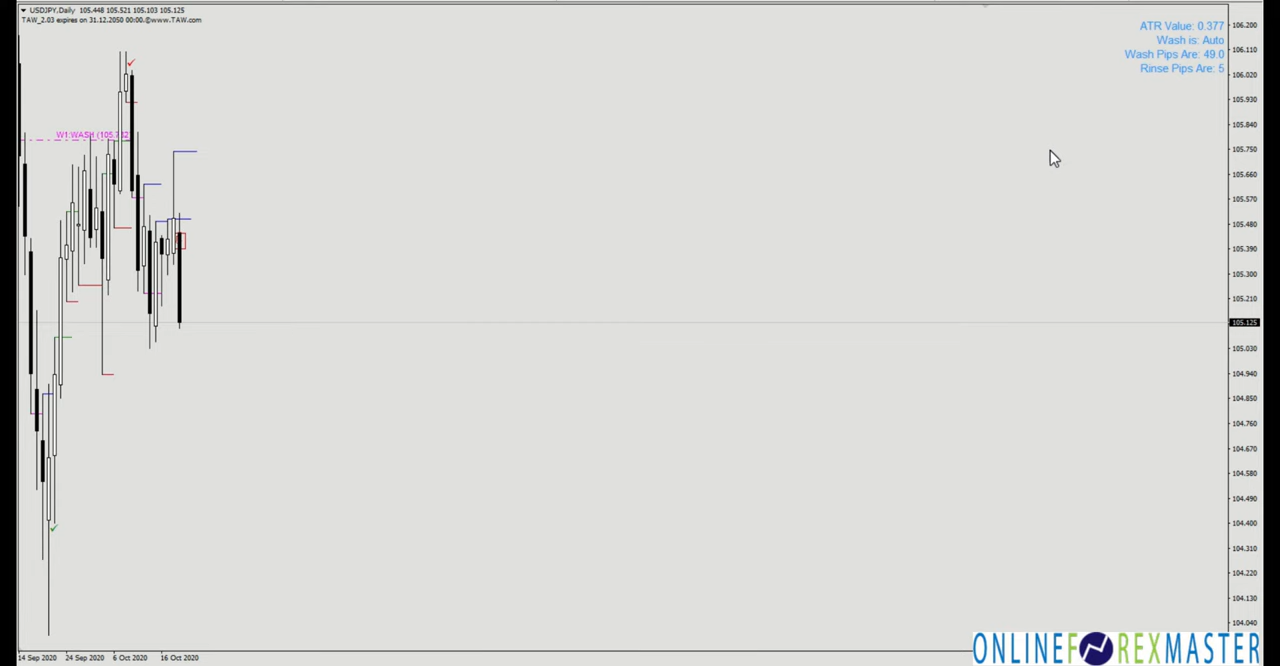 USDJPY,Daily 105.448 105.521 105.103 105.125
TAW_2.03 expires on 31.12.2050 00:00.©www.TAW.com
ATR Value: 0.377
Wash is: Auto
Wash Pips Are: 49.0
Rinse Pips Are: 5
W1:WASH
106.200
106.110
106.020
105.930
105.840
105.750
105.660
105.570
105.480
105.390
105.300
105.210
105.125
105.030
104.940
104.850
104.760
104.670
104.580
104.490
104.400
104.310
104.220
104.130
104.040
14 Sep 2020 24 Sep 2020 6 Oct 2020 16 Oct 2020
ONLINEFOREXMASTER